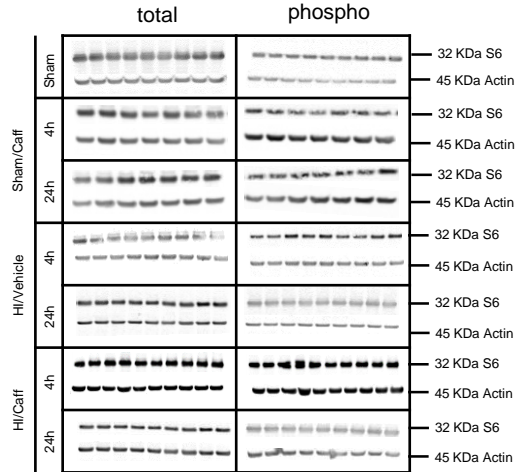 total phospho
Sham
32 KDa S6
45 KDa Actin
Sham/Caff
4h
32 KDa S6
45 KDa Actin
24h
32 KDa S6
45 KDa Actin
HI/Vehicle
4h
32 KDa S6
45 KDa Actin
24h
32 KDa S6
45 KDa Actin
HI/Caff
4h
32 KDa S6
45 KDa Actin
24h
32 KDa S6
45 KDa Actin